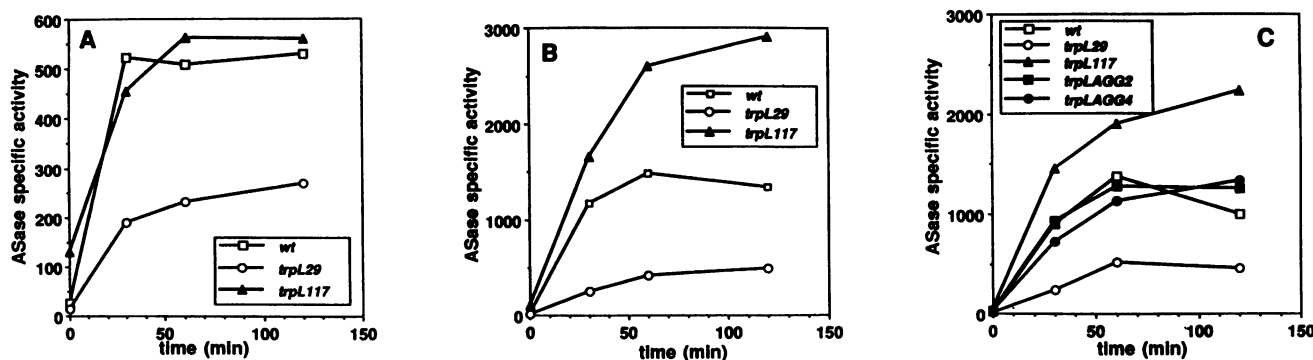 A
ASase specific activity
600
500
400
300
200
100
0
0 50 100 150
time (min)
wt
trpL29
trpL117
B
ASase specific activity
3000
2000
1000
0
0 50 100 150
time (min)
wt
trpL29
trpL117
C
ASase specific activity
3000
2000
1000
0
0 50 100 150
time (min)
wt
trpL29
trpL117
trpLAGG2
trpLAGG4